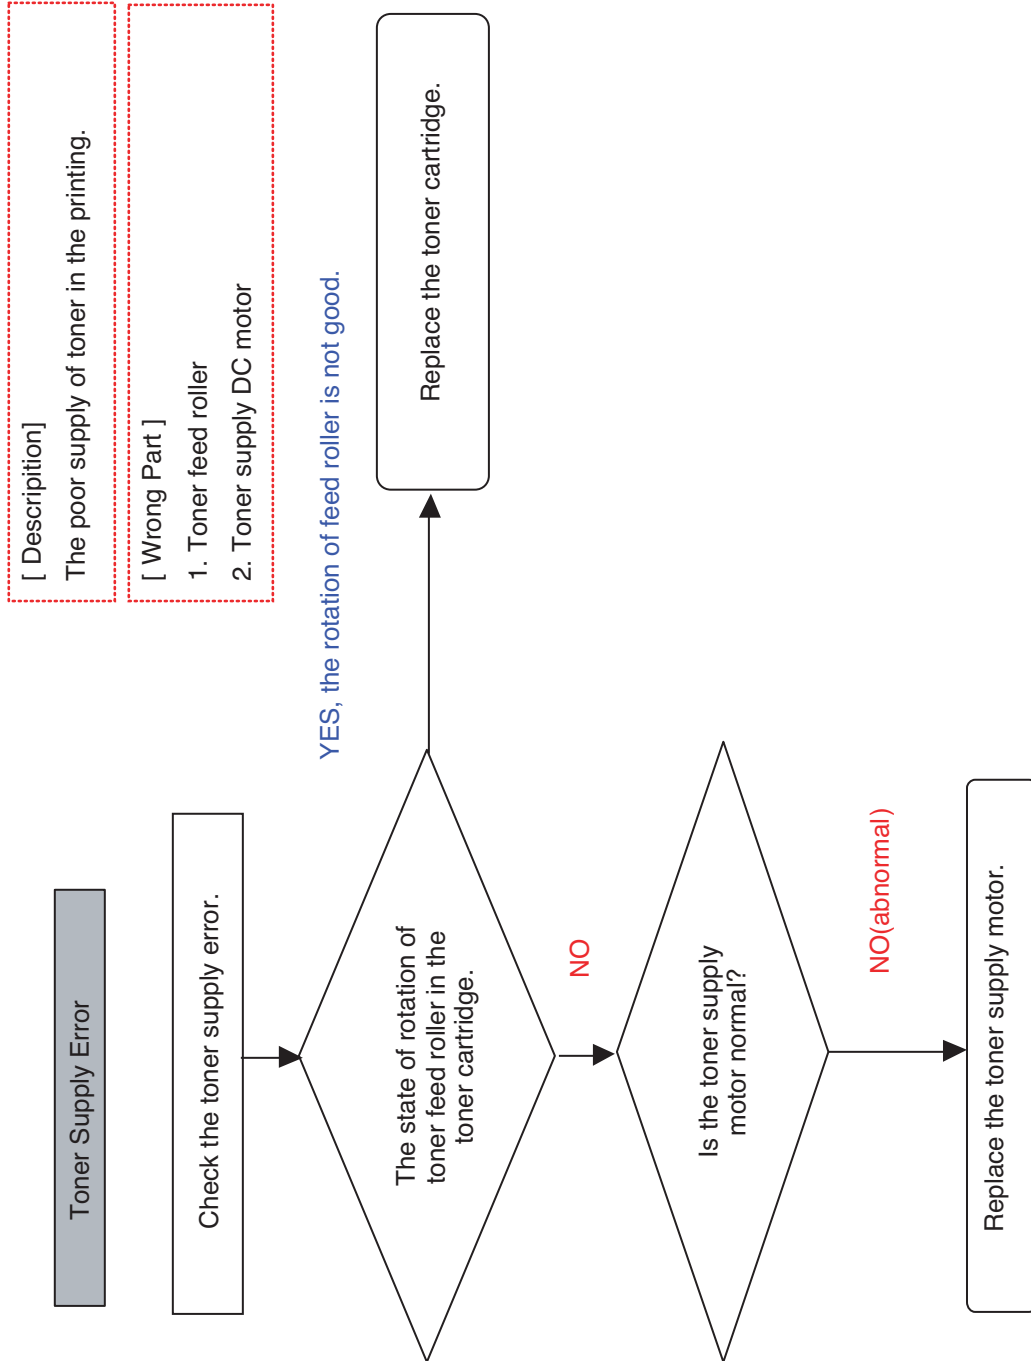 Toner Supply Error
[ Descripition]
The poor supply of toner in the printing.
[ Wrong Part ]
1. Toner feed roller
2. Toner supply DC motor
Check the toner supply error.
The state of rotation of
toner feed roller in the
toner cartridge.
YES, the rotation of feed roller is not good.
Replace the toner cartridge.
NO
Is the toner supply
motor normal?
NO(abnormal)
Replace the toner supply motor.